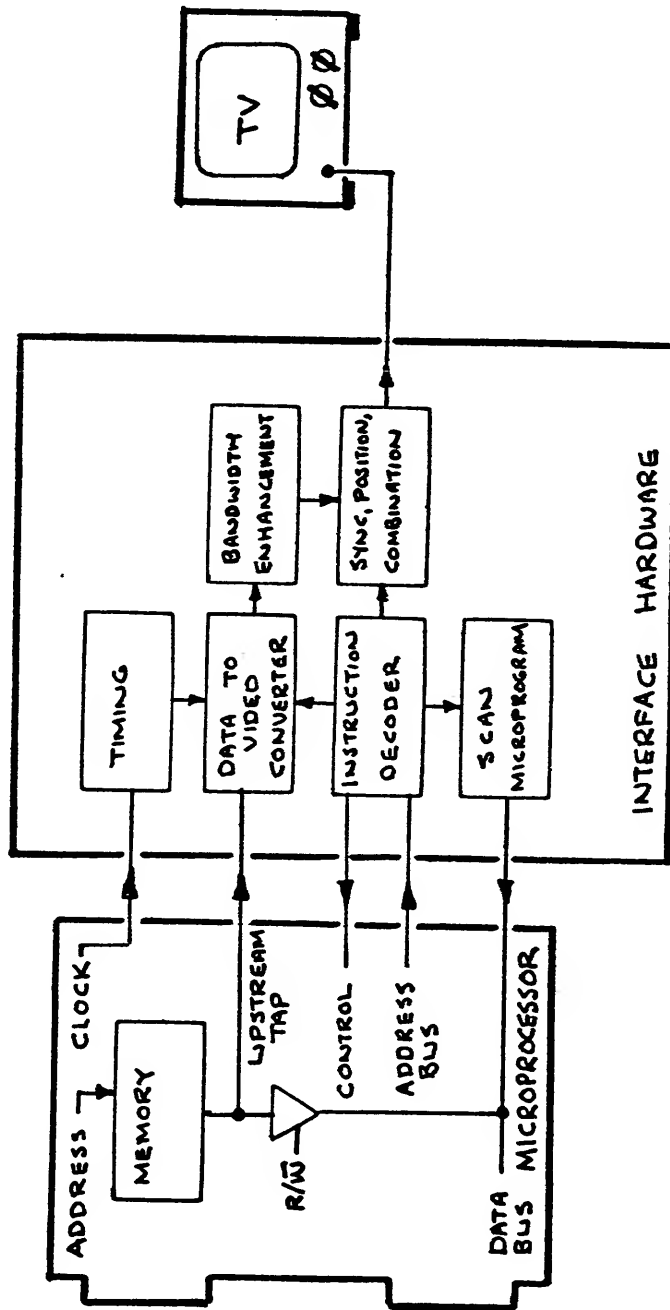 ADDRESS
CLOCK
MEMORY
UPSTREAM
TAP
R/W̅
CONTROL
ADDRESS
BUS
DATA
BUS
MICROPROCESSOR
TIMING
DATA TO
VIDEO
CONVERTER
BANDWIDTH
ENHANCEMENT
INSTRUCTION
DECODER
SYNC, POSITION,
COMBINATION
SCAN
MICROPROGRAM
INTERFACE HARDWARE
TV